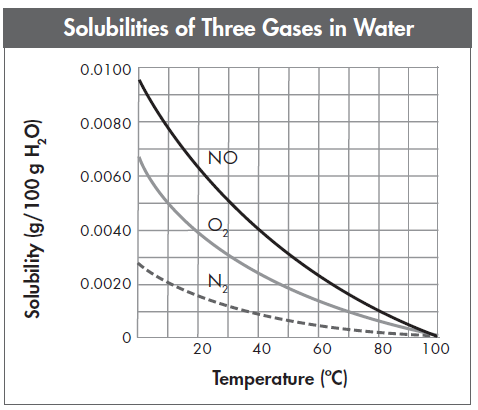 Solubilities of Three Gases in Water
Solubility (g/100 g H₂O)
0.0100
0.0080
0.0060
0.0040
0.0020
0
NO
O₂
N₂
20 40 60 80 100
Temperature (°C)